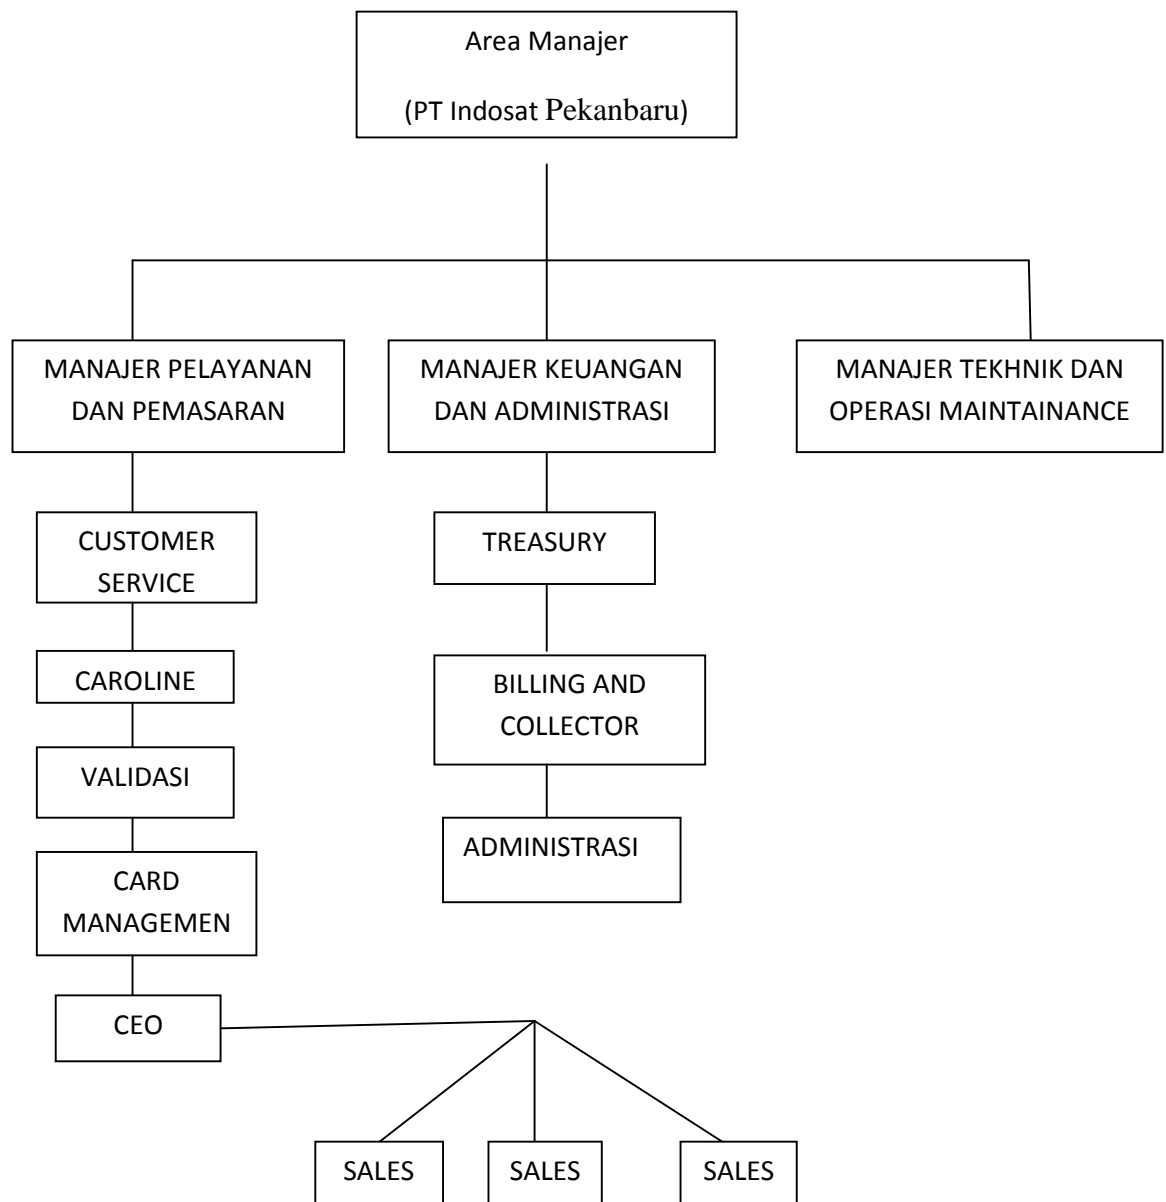 Area Manajer
(PT Indosat Pekanbaru)
MANAJER PELAYANAN
DAN PEMASARAN
MANAJER KEUANGAN
DAN ADMINISTRASI
MANAJER TEKHNIK DAN
OPERASI MAINTAINANCE
CUSTOMER
SERVICE
TREASURY
CAROLINE
BILLING AND
COLLECTOR
VALIDASI
ADMINISTRASI
CARD
MANAGEMEN
CEO
SALES
SALES
SALES